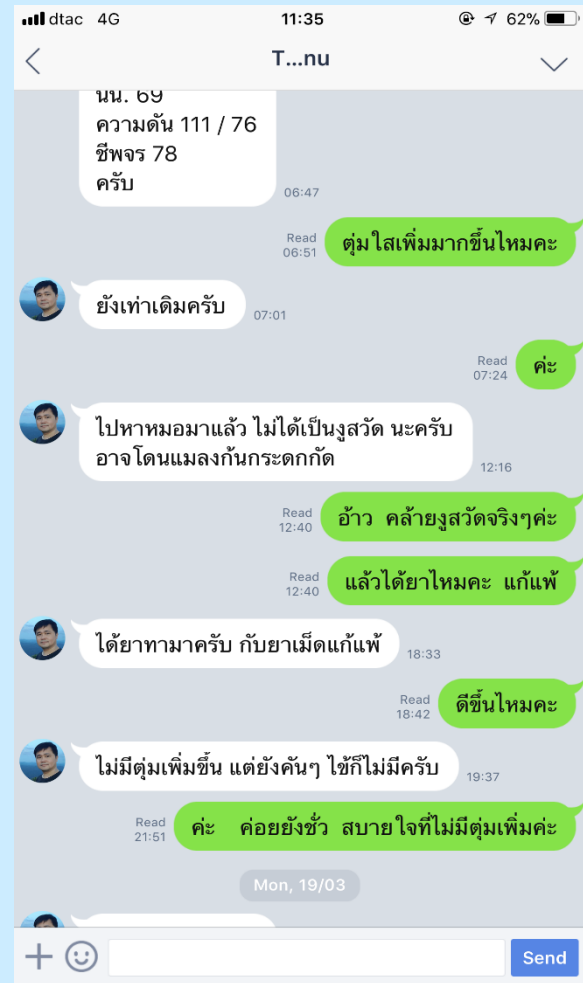 dtac 4G 11:35 62%
T...nu
นน. 69
ความดัน 111 / 76
ชีพจร 78
ครับ
06:47
Read
06:51
ตุ่มใสเพิ่มมากขึ้นไหมคะ
ยังเท่าเดิมครับ
07:01
Read
07:24
ค่ะ
ไปหาหมอมาแล้ว ไม่ได้เป็นงูสวัด นะครับ
อาจโดนแมลงก้นกระดกกัด
12:16
Read
12:40
อ้าว คล้ายงูสวัดจริงๆค่ะ
Read
12:40
แล้วได้ยาไหมคะ แก้แพ้
ได้ยาทามาครับ กับยาเม็ดแก้แพ้
18:33
Read
18:42
ดีขึ้นไหมคะ
ไม่มีตุ่มเพิ่มขึ้น แต่ยังคันๆ ไข้ก็ไม่มีครับ
19:37
Read
21:51
ค่ะ ค่อยยังชั่ว สบายใจที่ไม่มีตุ่มเพิ่มค่ะ
Mon, 19/03
Send